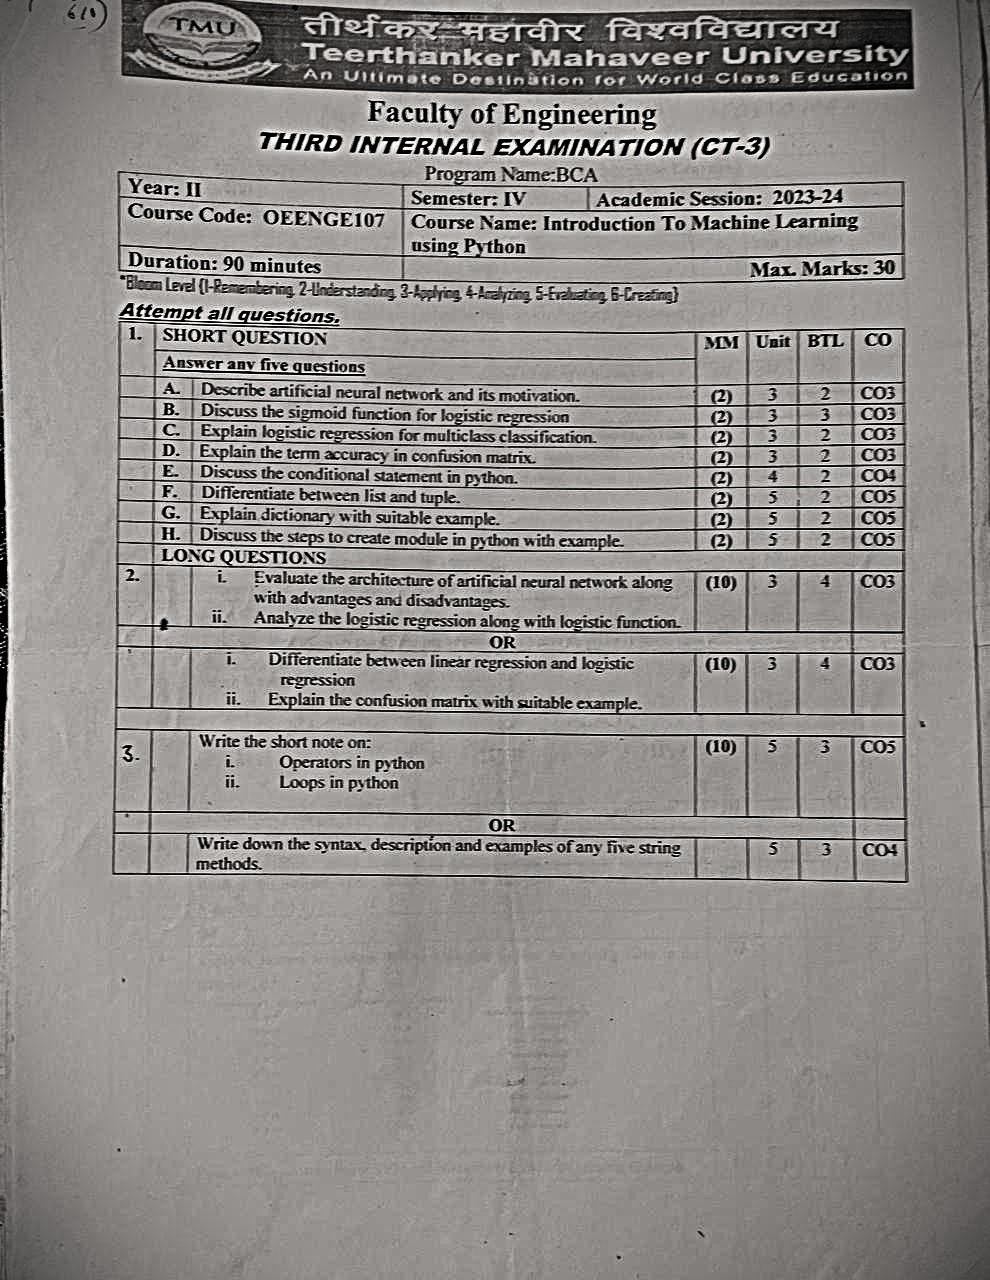 610
TMU
तीर्थंकर महावीर विश्वविद्यालय
Teerthanker Mahaveer University
An Ultimate Destination for World Class Education
Faculty of Engineering
THIRD INTERNAL EXAMINATION (CT-3)
Program Name:BCA
Year: II Semester: IV Academic Session: 2023-24
Course Code: OEENGE107 Course Name: Introduction To Machine Learning
using Python
Duration: 90 minutes Max. Marks: 30
*Bloom Level {1-Remembering, 2-Understanding, 3-Applying, 4-Analyzing, 5-Evaluating, 6-Creating}
Attempt all questions.
1. SHORT QUESTION MM Unit BTL CO
Answer any five questions
A. Describe artificial neural network and its motivation. (2) 3 2 CO3
B. Discuss the sigmoid function for logistic regression (2) 3 3 CO3
C. Explain logistic regression for multiclass classification. (2) 3 2 CO3
D. Explain the term accuracy in confusion matrix. (2) 3 2 CO3
E. Discuss the conditional statement in python. (2) 4 2 CO4
F. Differentiate between list and tuple. (2) 5 2 CO5
G. Explain dictionary with suitable example. (2) 5 2 CO5
H. Discuss the steps to create module in python with example. (2) 5 2 CO5
LONG QUESTIONS
2. i. Evaluate the architecture of artificial neural network along (10) 3 4 CO3
with advantages and disadvantages.
ii. Analyze the logistic regression along with logistic function.
OR
i. Differentiate between linear regression and logistic (10) 3 4 CO3
regression
ii. Explain the confusion matrix with suitable example.
3. Write the short note on: (10) 5 3 CO5
i. Operators in python
ii. Loops in python
OR
Write down the syntax, description and examples of any five string 5 3 CO4
methods.